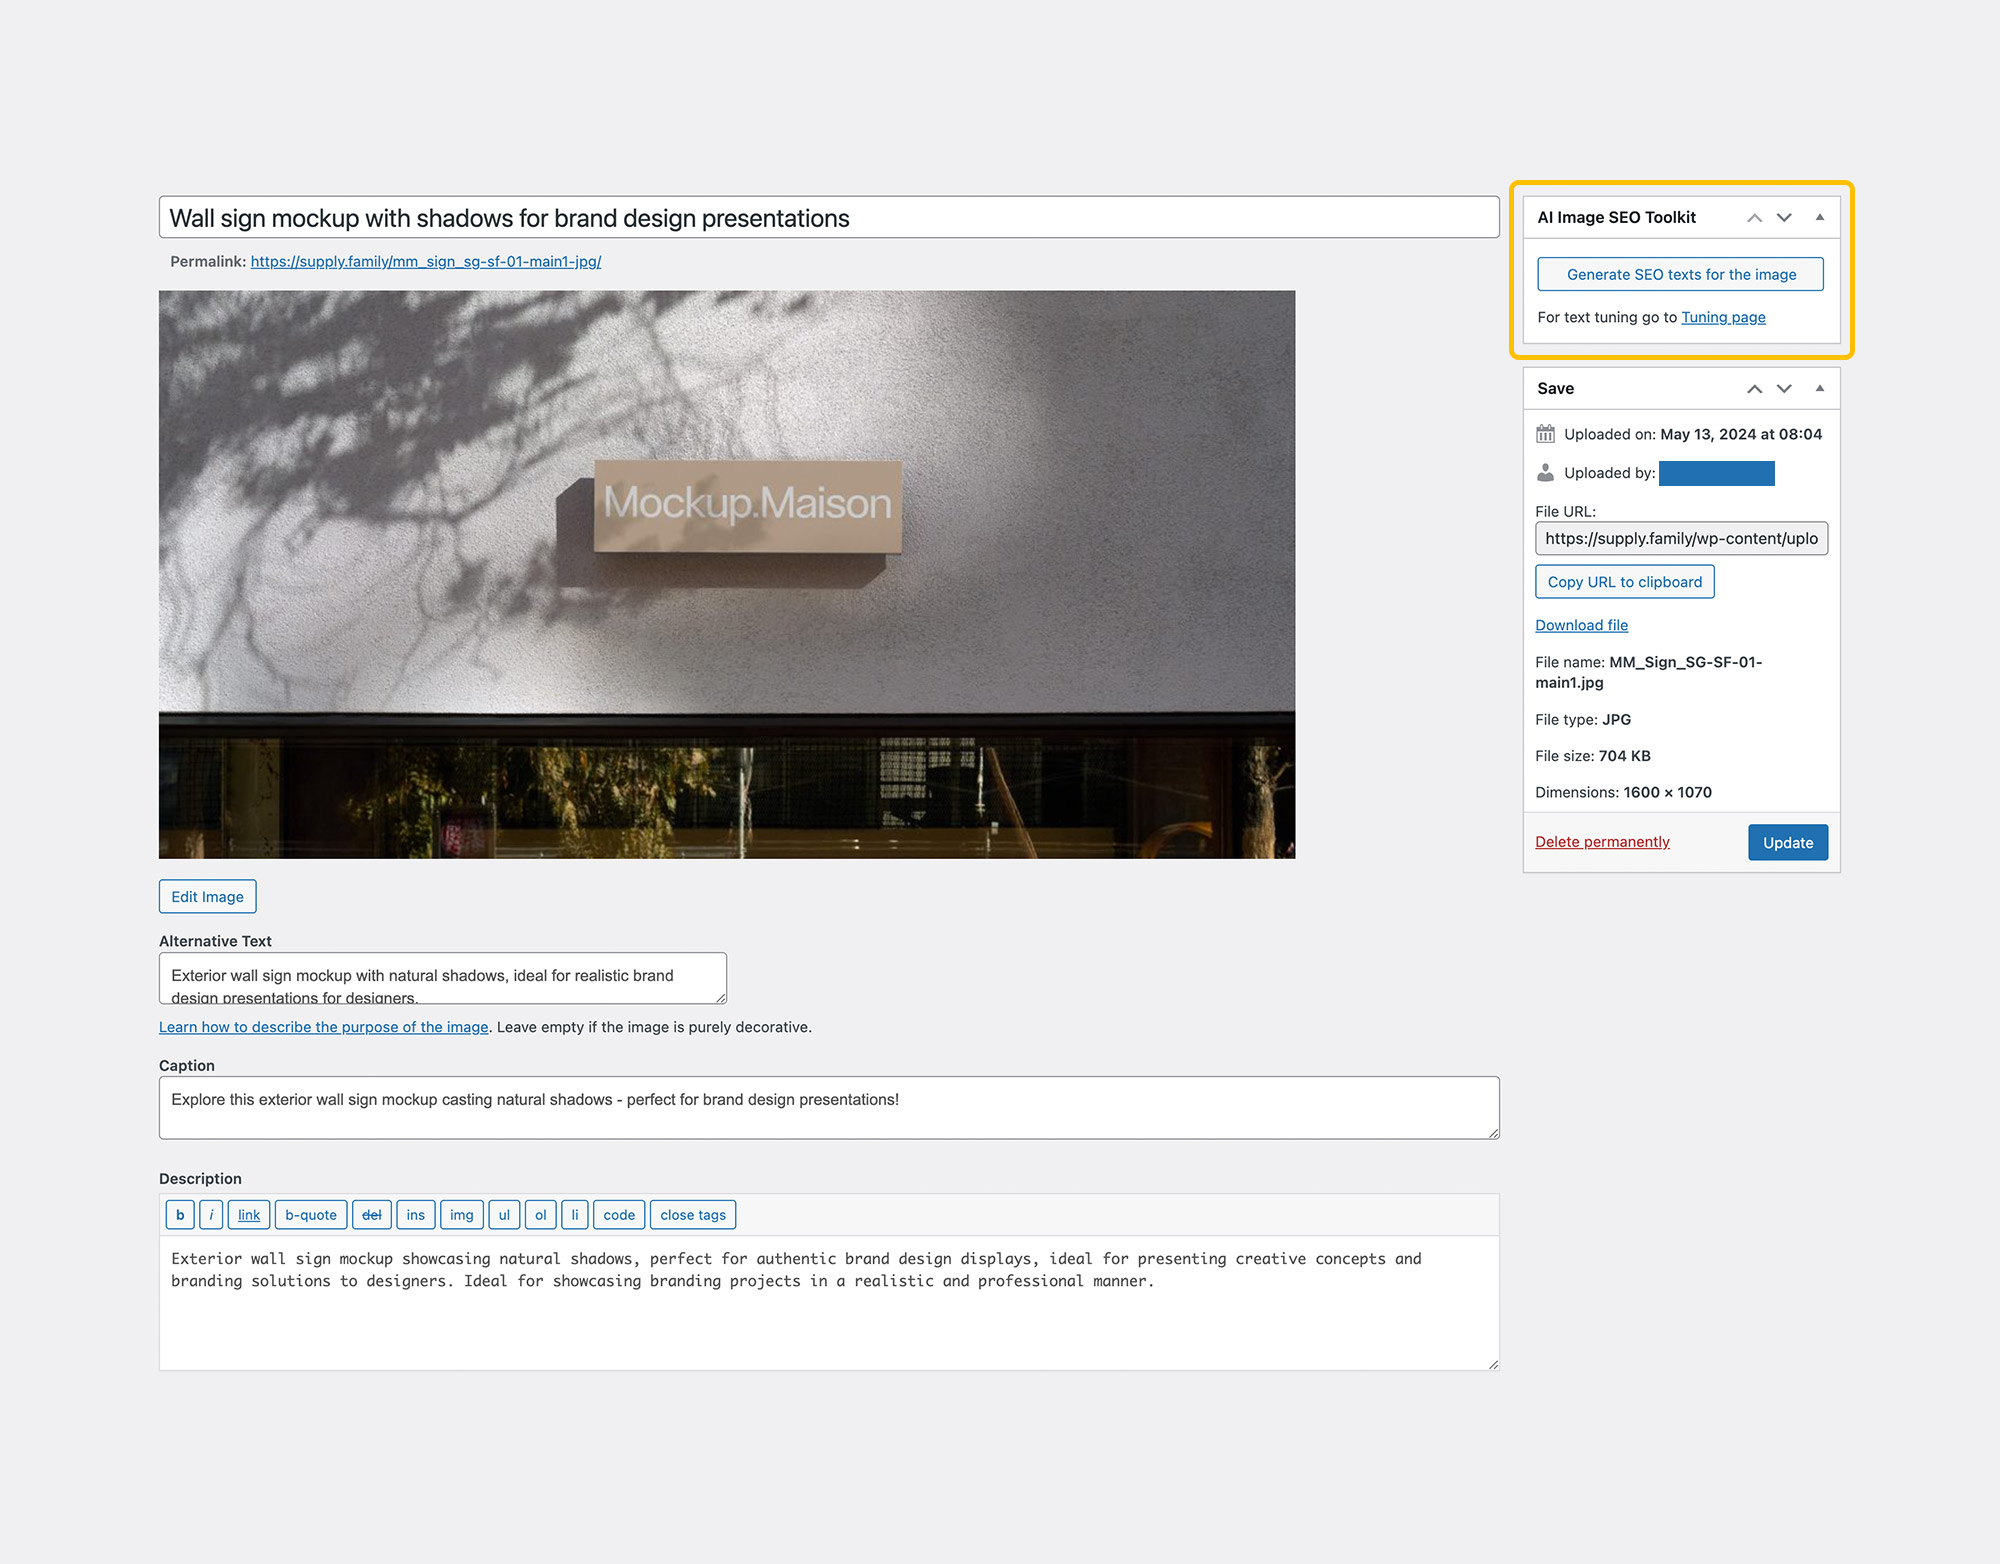 Wall sign mockup with shadows for brand design presentations
Permalink: https://supply.family/mm_sign_sg-sf-01-main1-jpg/
Mockup.Maison
Edit Image
Alternative Text
Exterior wall sign mockup with natural shadows, ideal for realistic brand
design presentations for designers.
Learn how to describe the purpose of the image. Leave empty if the image is purely decorative.
Caption
Explore this exterior wall sign mockup casting natural shadows - perfect for brand design presentations!
Description
b i link b-quote del ins img ul ol li code close tags
Exterior wall sign mockup showcasing natural shadows, perfect for authentic brand design displays, ideal for presenting creative concepts and
branding solutions to designers. Ideal for showcasing branding projects in a realistic and professional manner.
AI Image SEO Toolkit
Generate SEO texts for the image
For text tuning go to Tuning page
Save
Uploaded on: May 13, 2024 at 08:04
Uploaded by:
File URL:
https://supply.family/wp-content/uplo
Copy URL to clipboard
Download file
File name: MM_Sign_SG-SF-01-
main1.jpg
File type: JPG
File size: 704 KB
Dimensions: 1600 × 1070
Delete permanently
Update